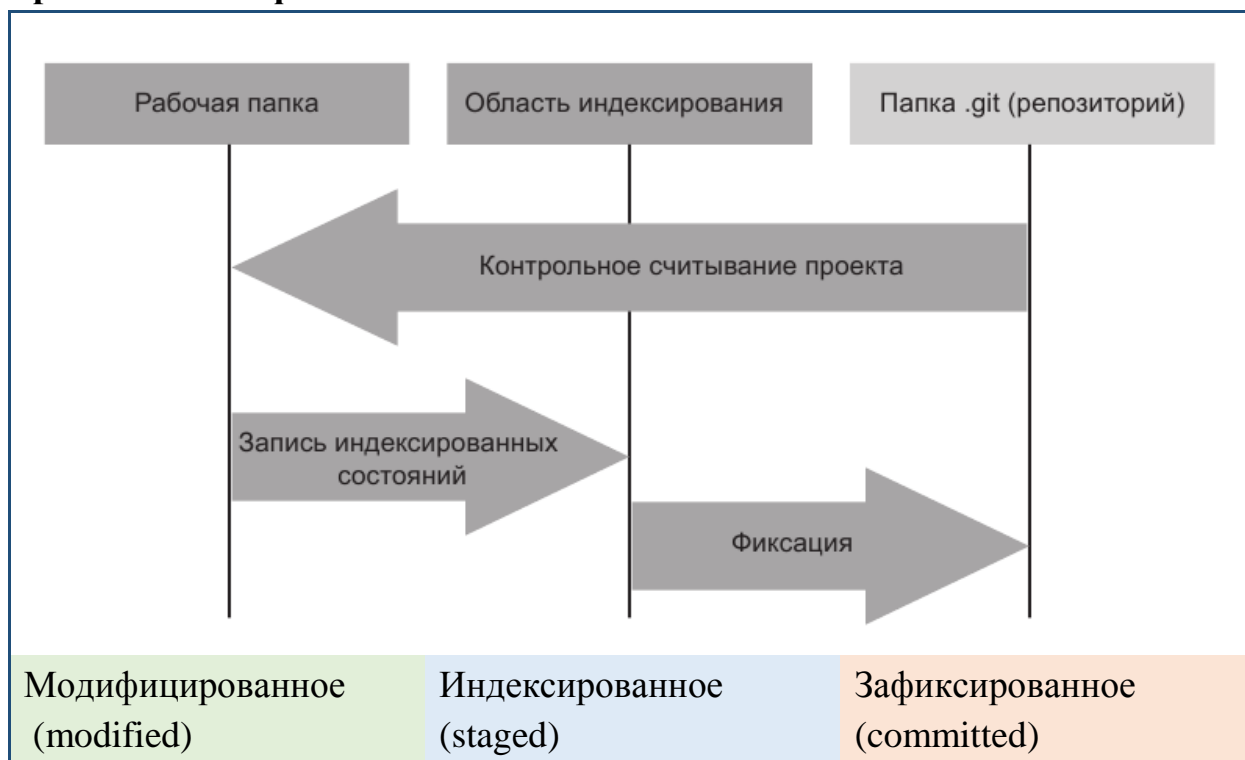 Рабочая папка
Область индексирования
Папка .git (репозиторий)
Контрольное считывание проекта
Запись индексированных
состояний
Фиксация
Модифицированное
(modified)
Индексированное
(staged)
Зафиксированное
(committed)